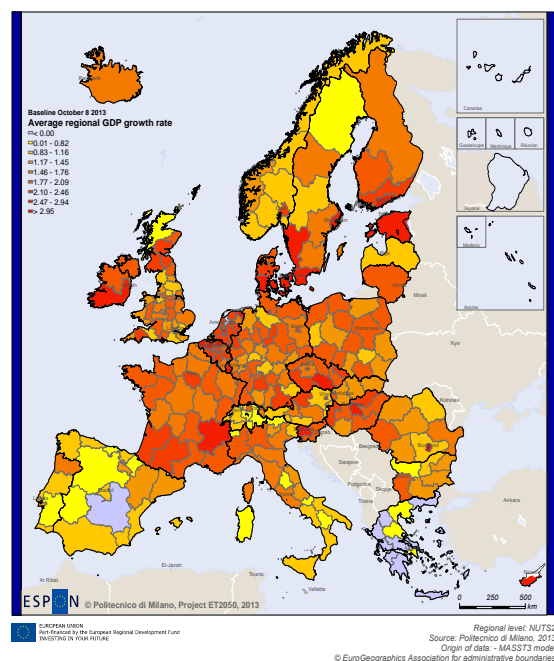 Canarias
Guadeloupe
Martinique
Réunion
Guyane
Madeira
Açores
Baseline October 8 2013
Average regional GDP growth rate
< 0.00
0.01 - 0.82
0.83 - 1.16
1.17 - 1.45
1.46 - 1.76
1.77 - 2.09
2.10 - 2.46
2.47 - 2.94
> 2.95
Minsk
Kyiv
Kishinev
Sarajevo
Podgorica
Skopje
Tirana
Ankara
El-Jazair
Tounis
Ar Ribat
Valletta
ESPON
© Politecnico di Milano, Project ET2050, 2013
0 250 500
km
EUROPEAN UNION
Part-financed by the European Regional Development Fund
INVESTING IN YOUR FUTURE
Regional level: NUTS2
Source: Politecnico di Milano, 2013
Origin of data: - MASST3 mode
© EuroGeographics Association for administrative boundaries